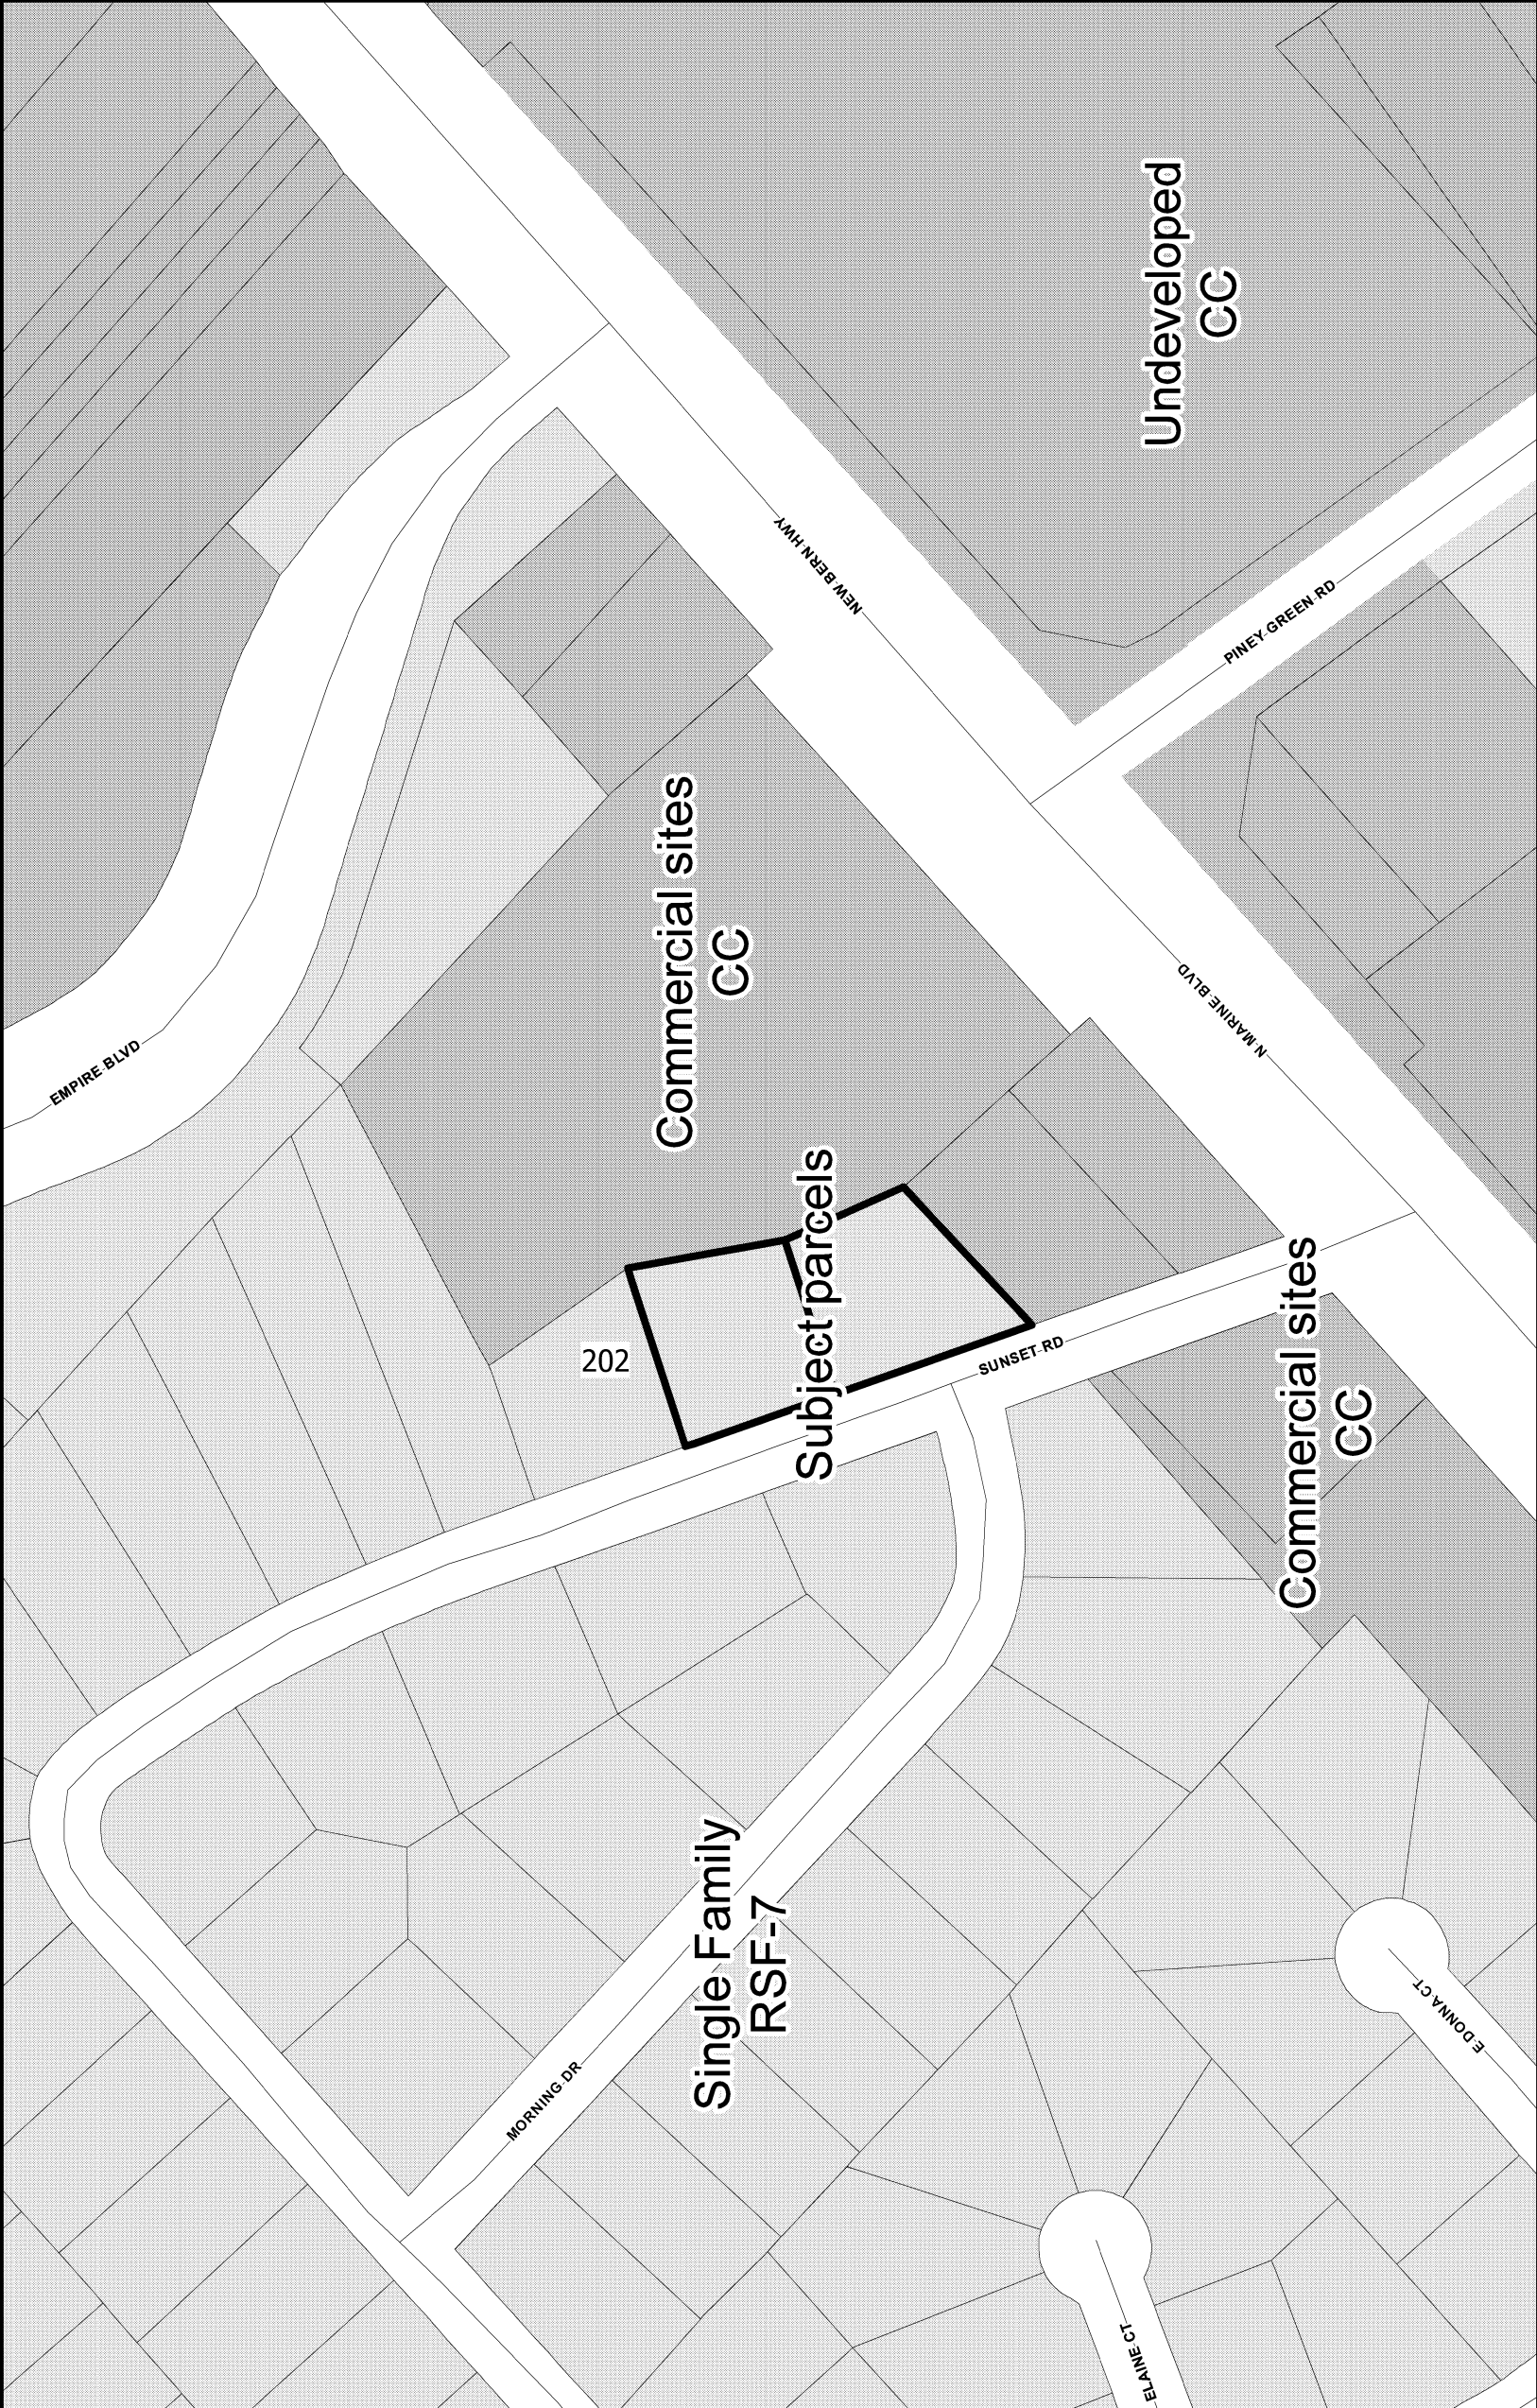 Undeveloped
CC
NEW BERN HWY
PINEY GREEN RD
Commercial sites
CC
EMPIRE BLVD
N MARINE BLVD
Subject parcels
202
SUNSET RD
Commercial sites
CC
Single Family
RSF-7
MORNING DR
E DONNA CT
ELAINE CT